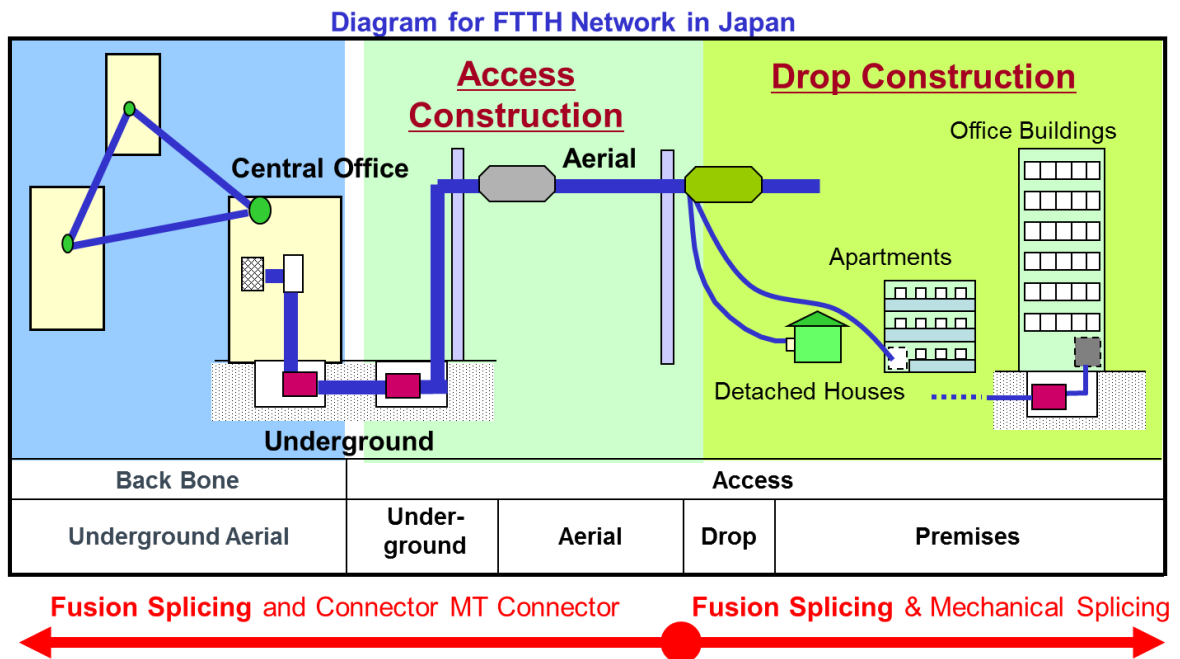 Diagram for FTTH Network in Japan
Access
Construction
Drop Construction
Office Buildings
Central Office
Aerial
Apartments
Detached Houses
Underground
Back Bone
Access
Underground Aerial
Under-
ground
Aerial
Drop
Premises
Fusion Splicing and Connector MT Connector
Fusion Splicing & Mechanical Splicing